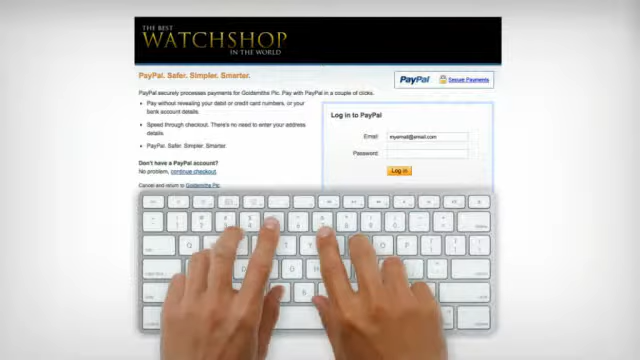 THE BEST
WATCHSHOP
IN THE WORLD
PayPal. Safer. Simpler. Smarter.
PayPal Secure Payments
PayPal securely processes payments for Goldsmiths Plc. Pay with PayPal in a couple of clicks.
• Pay without revealing your debit or credit card numbers, or your
bank account details.
• Speed through checkout. There's no need to enter your address
details.
• PayPal. Safer. Simpler. Smarter.
Don't have a PayPal account?
No problem, continue checkout.
Cancel and return to Goldsmiths Plc.
Log in to PayPal
Email: myemail@email.com
Password:
Log in